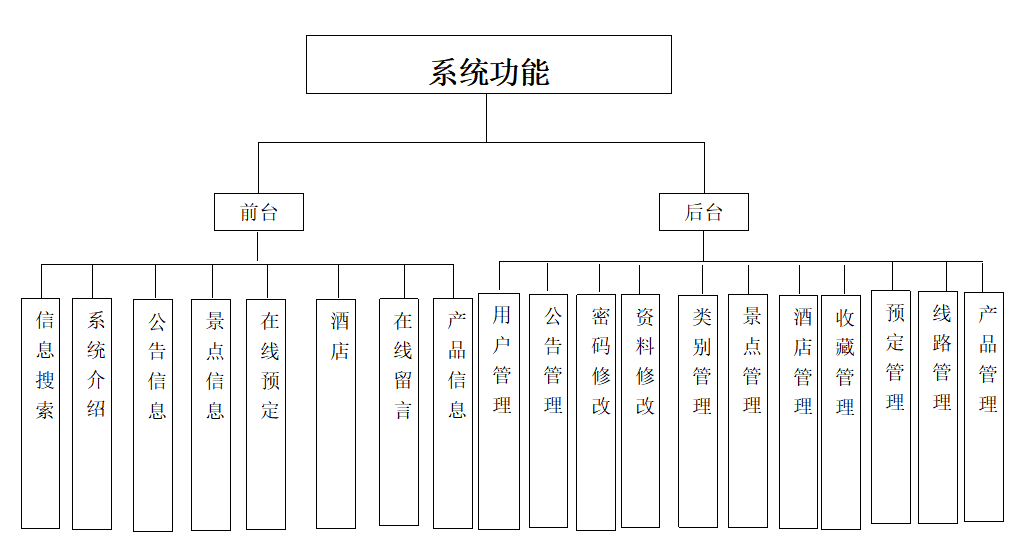 系统功能
前台
后台
信息搜索
系统介绍
公告信息
景点信息
在线预定
酒店
在线留言
产品信息
用户管理
公告管理
密码修改
资料修改
类别管理
景点管理
酒店管理
收藏管理
预定管理
线路管理
产品管理